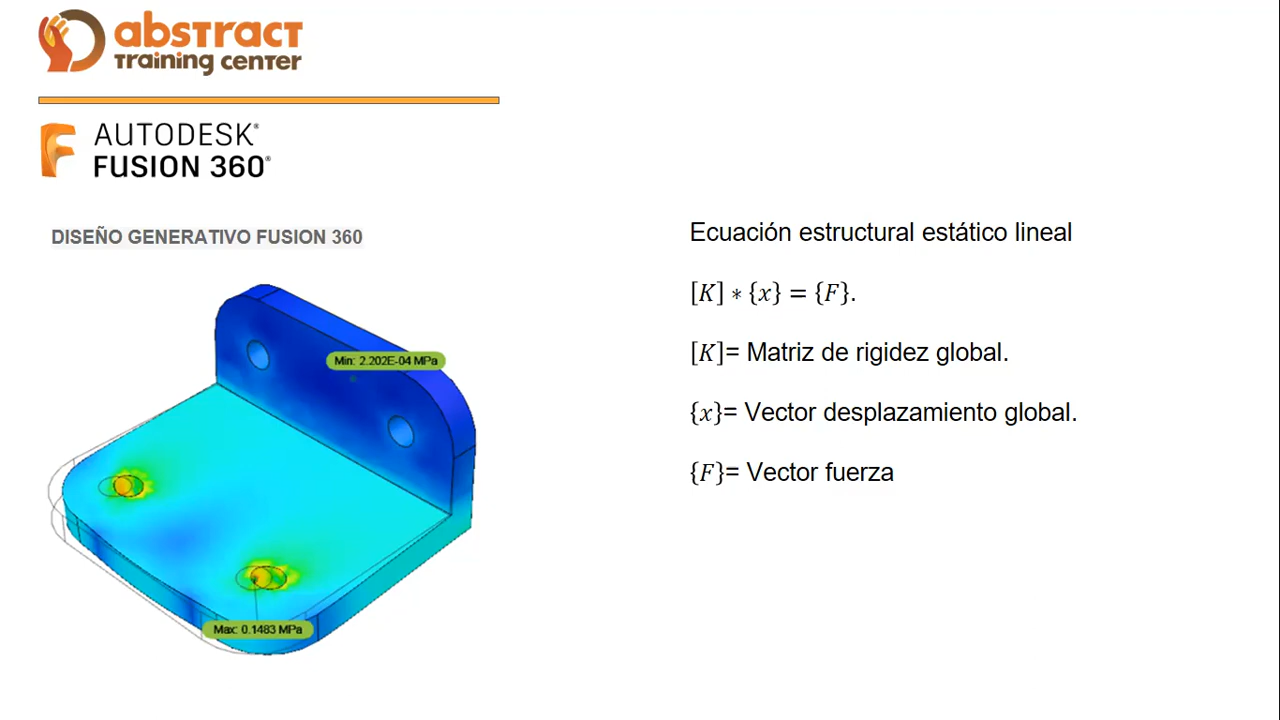 abstract
training center
AUTODESK®
FUSION 360®
DISEÑO GENERATIVO FUSION 360
Min: 2.202E-04 MPa
Max: 0.1483 MPa
Ecuación estructural estático lineal
[K] ∗ {x} = {F}.
[K]= Matriz de rigidez global.
{x}= Vector desplazamiento global.
{F}= Vector fuerza